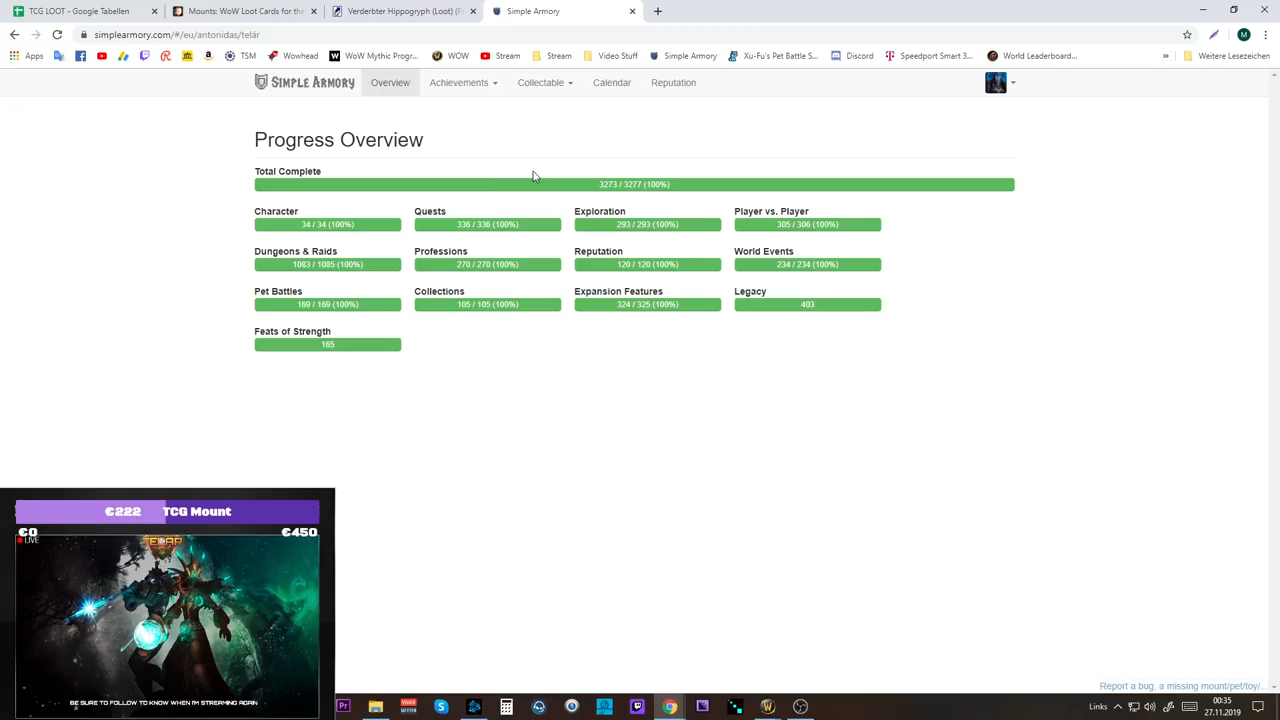 TCG LOOT - Google Tabellen
Mounts: WoW Loot Cards for the
Verderbter Hippogryph (Loot) (F
Simple Armory
simplearmory.com/#/eu/antonidas/telár
Apps
TSM
Wowhead
WoW Mythic Progr...
WOW
Stream
Stream
Video Stuff
Simple Armory
Xu-Fu's Pet Battle S...
Discord
Speedport Smart 3...
World Leaderboard...
»
Weitere Lesezeichen
SIMPLE ARMORY
Overview
Achievements
Collectable
Calendar
Reputation
Progress Overview
Total Complete
3273 / 3277 (100%)
Character
Quests
Exploration
Player vs. Player
34 / 34 (100%)
336 / 336 (100%)
293 / 293 (100%)
305 / 306 (100%)
Dungeons & Raids
Professions
Reputation
World Events
1083 / 1085 (100%)
270 / 270 (100%)
120 / 120 (100%)
234 / 234 (100%)
Pet Battles
Collections
Expansion Features
Legacy
169 / 169 (100%)
105 / 105 (100%)
324 / 325 (100%)
403
Feats of Strength
165
€222
TCG Mount
€0
€450
LIVE
TELAR
BE SURE TO FOLLOW TO KNOW WHEN I'M STREAMING AGAIN
Report a bug, a missing mount/pet/toy/...
Links
00:35
27.11.2019